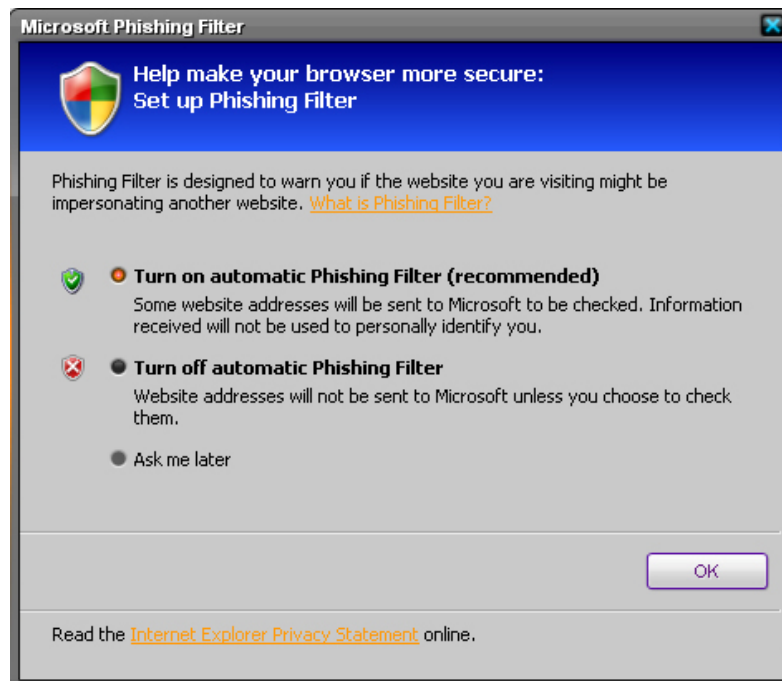 Microsoft Phishing Filter
Help make your browser more secure:
Set up Phishing Filter
Phishing Filter is designed to warn you if the website you are visiting might be
impersonating another website. What is Phishing Filter?
Turn on automatic Phishing Filter (recommended)
Some website addresses will be sent to Microsoft to be checked. Information
received will not be used to personally identify you.
Turn off automatic Phishing Filter
Website addresses will not be sent to Microsoft unless you choose to check
them.
Ask me later
OK
Read the Internet Explorer Privacy Statement online.